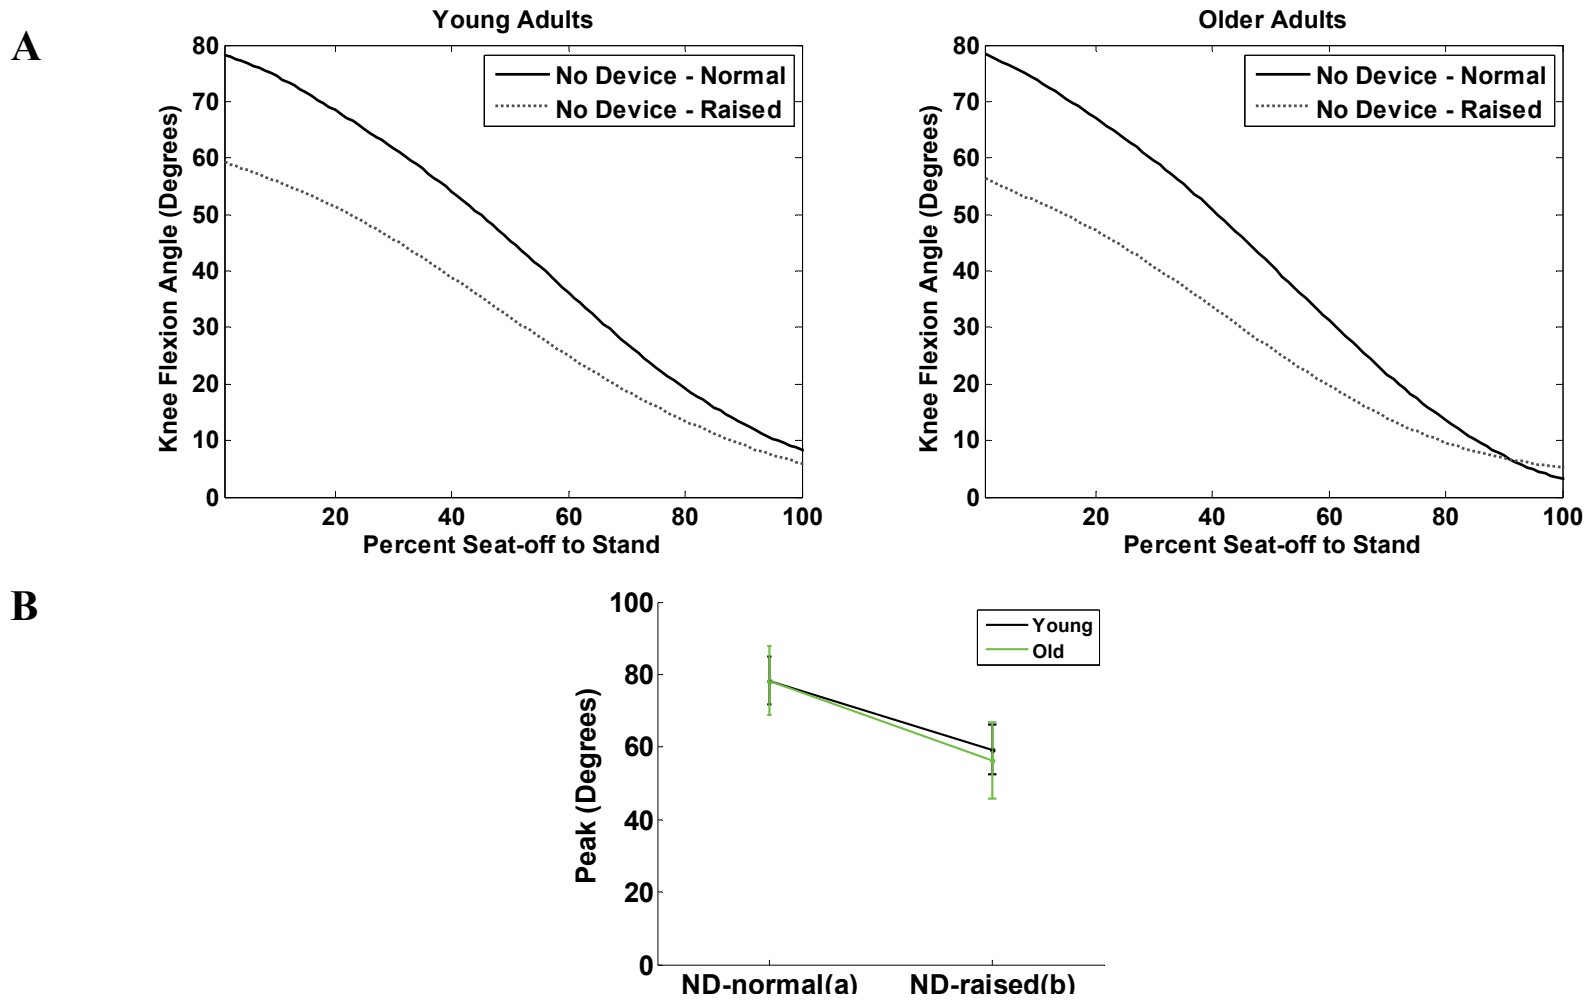 A
Young Adults
80
70
60
50
40
30
20
10
0
Knee Flexion Angle (Degrees)
No Device - Normal
No Device - Raised
20 40 60 80 100
Percent Seat-off to Stand
Older Adults
80
70
60
50
40
30
20
10
0
Knee Flexion Angle (Degrees)
No Device - Normal
No Device - Raised
20 40 60 80 100
Percent Seat-off to Stand
B
100
80
60
40
20
0
Peak (Degrees)
Young
Old
ND-normal(a) ND-raised(b)